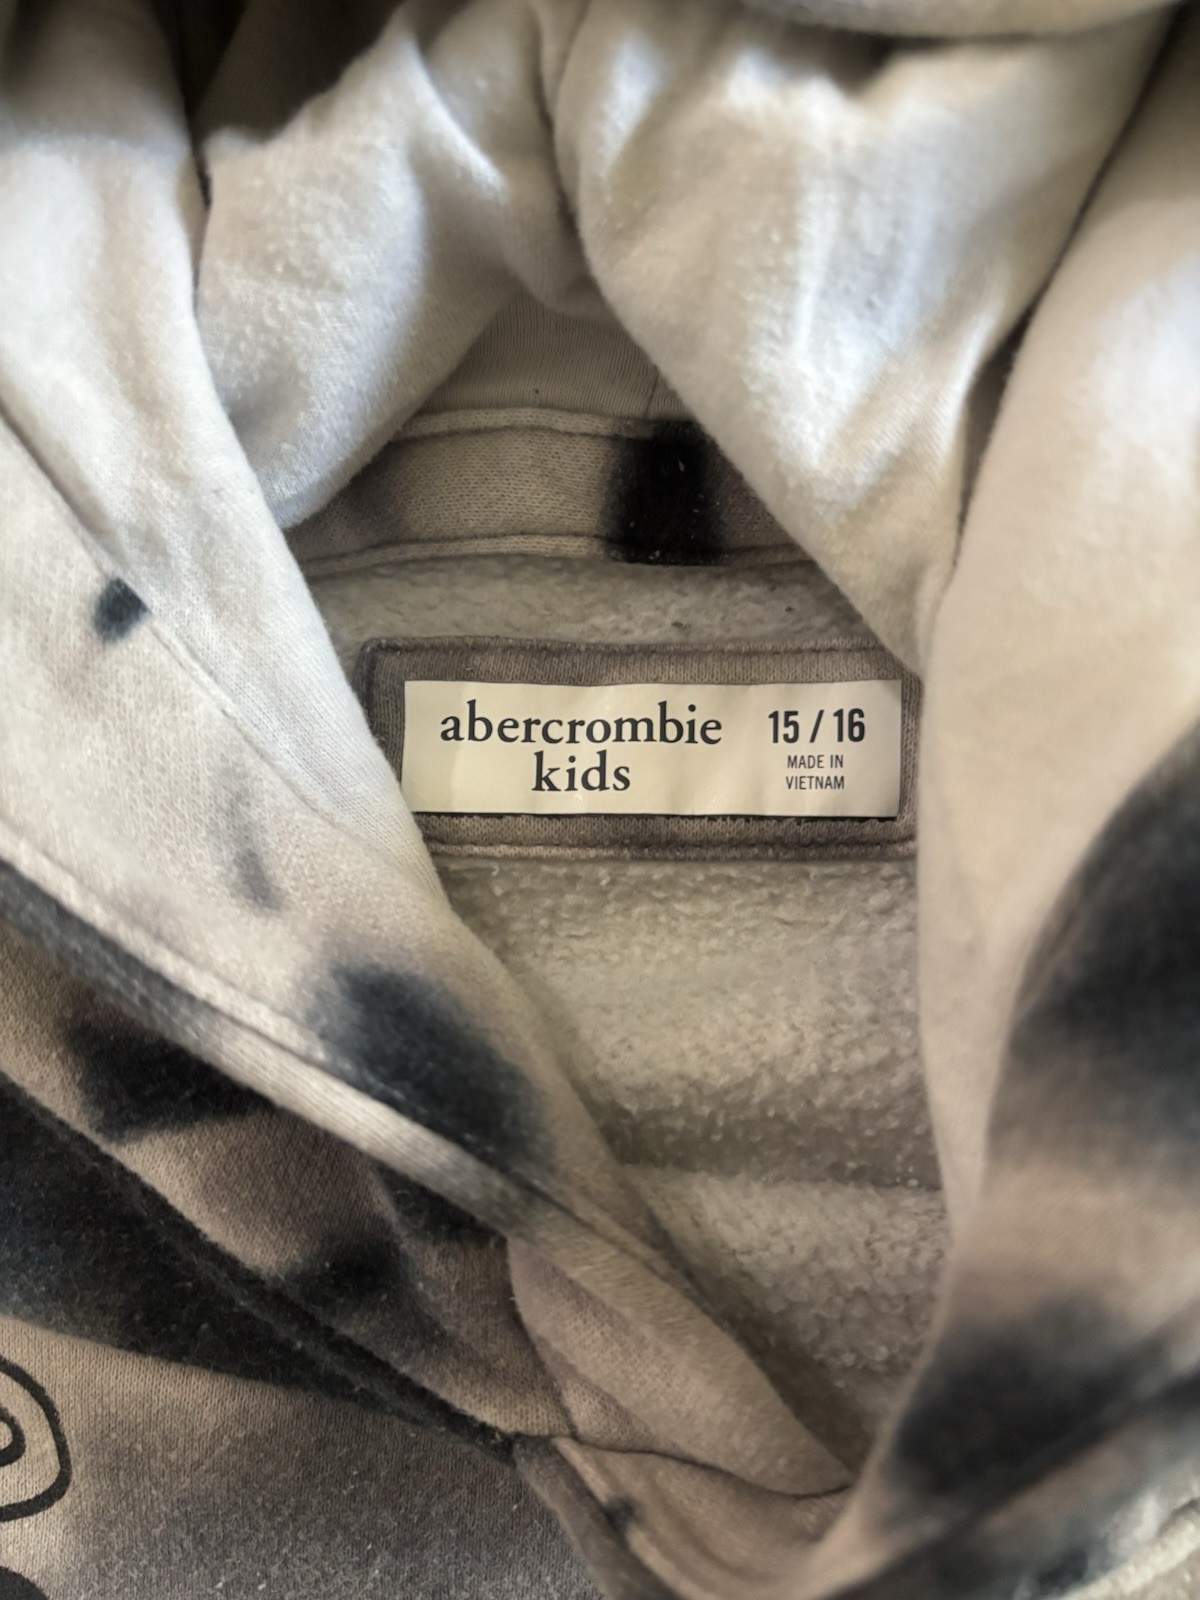 abercrombie
kids
15 / 16
MADE IN
VIETNAM